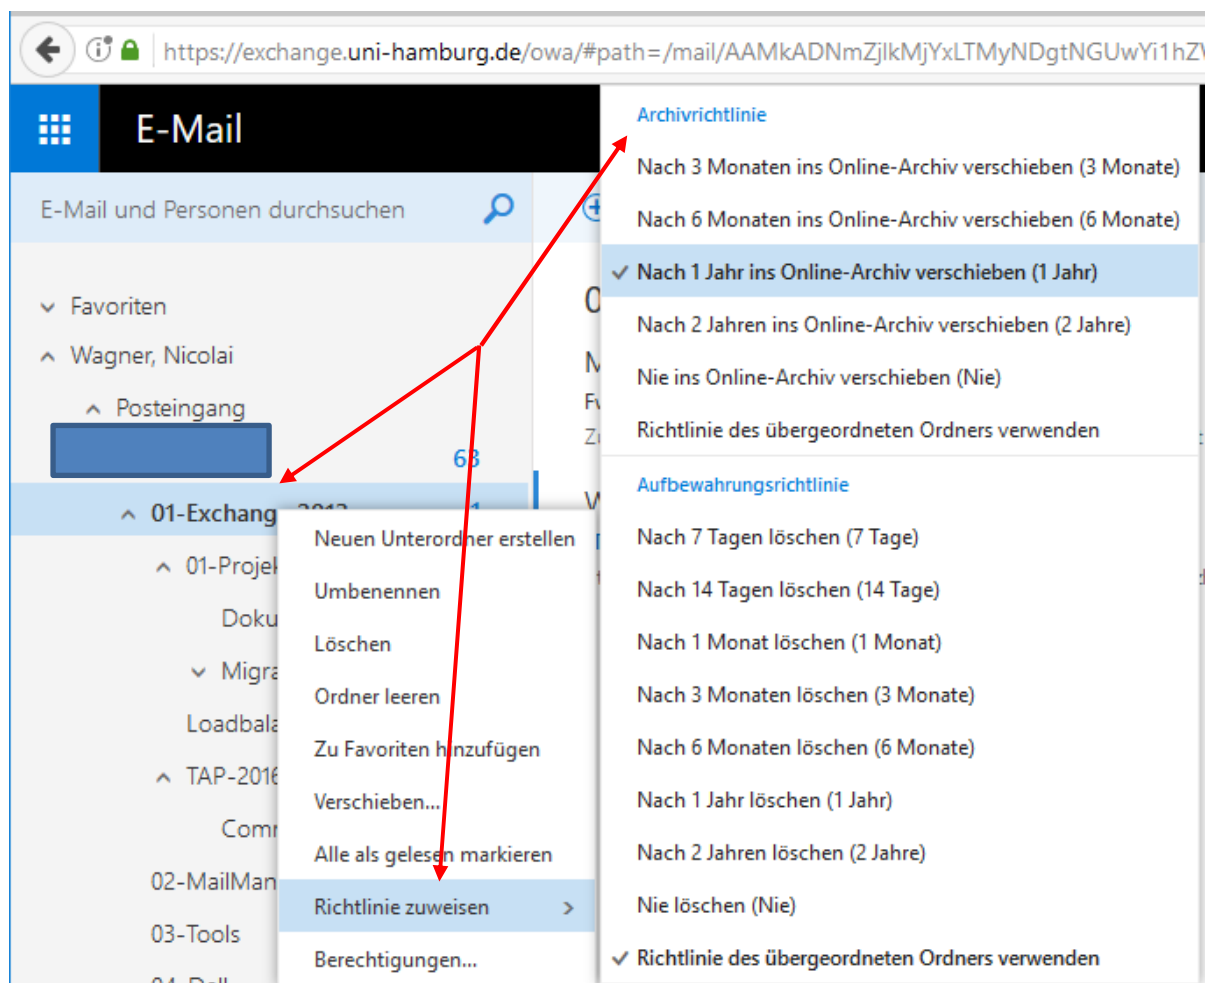 https://exchange.uni-hamburg.de/owa/#path=/mail/AAMkADNmZjlkMjYxLTMyNDgtNGUwYi1hZ
E-Mail
E-Mail und Personen durchsuchen
Favoriten
Wagner, Nicolai
Posteingang
63
01-Exchang
01-Projek
Doku
Migra
Loadbala
TAP-2016
Comm
02-MailMan
03-Tools
Neuen Unterordner erstellen
Umbenennen
Löschen
Ordner leeren
Zu Favoriten hinzufügen
Verschieben...
Alle als gelesen markieren
Richtlinie zuweisen
Berechtigungen...
Archivrichtlinie
Nach 3 Monaten ins Online-Archiv verschieben (3 Monate)
Nach 6 Monaten ins Online-Archiv verschieben (6 Monate)
Nach 1 Jahr ins Online-Archiv verschieben (1 Jahr)
Nach 2 Jahren ins Online-Archiv verschieben (2 Jahre)
Nie ins Online-Archiv verschieben (Nie)
Richtlinie des übergeordneten Ordners verwenden
Aufbewahrungsrichtlinie
Nach 7 Tagen löschen (7 Tage)
Nach 14 Tagen löschen (14 Tage)
Nach 1 Monat löschen (1 Monat)
Nach 3 Monaten löschen (3 Monate)
Nach 6 Monaten löschen (6 Monate)
Nach 1 Jahr löschen (1 Jahr)
Nach 2 Jahren löschen (2 Jahre)
Nie löschen (Nie)
Richtlinie des übergeordneten Ordners verwenden